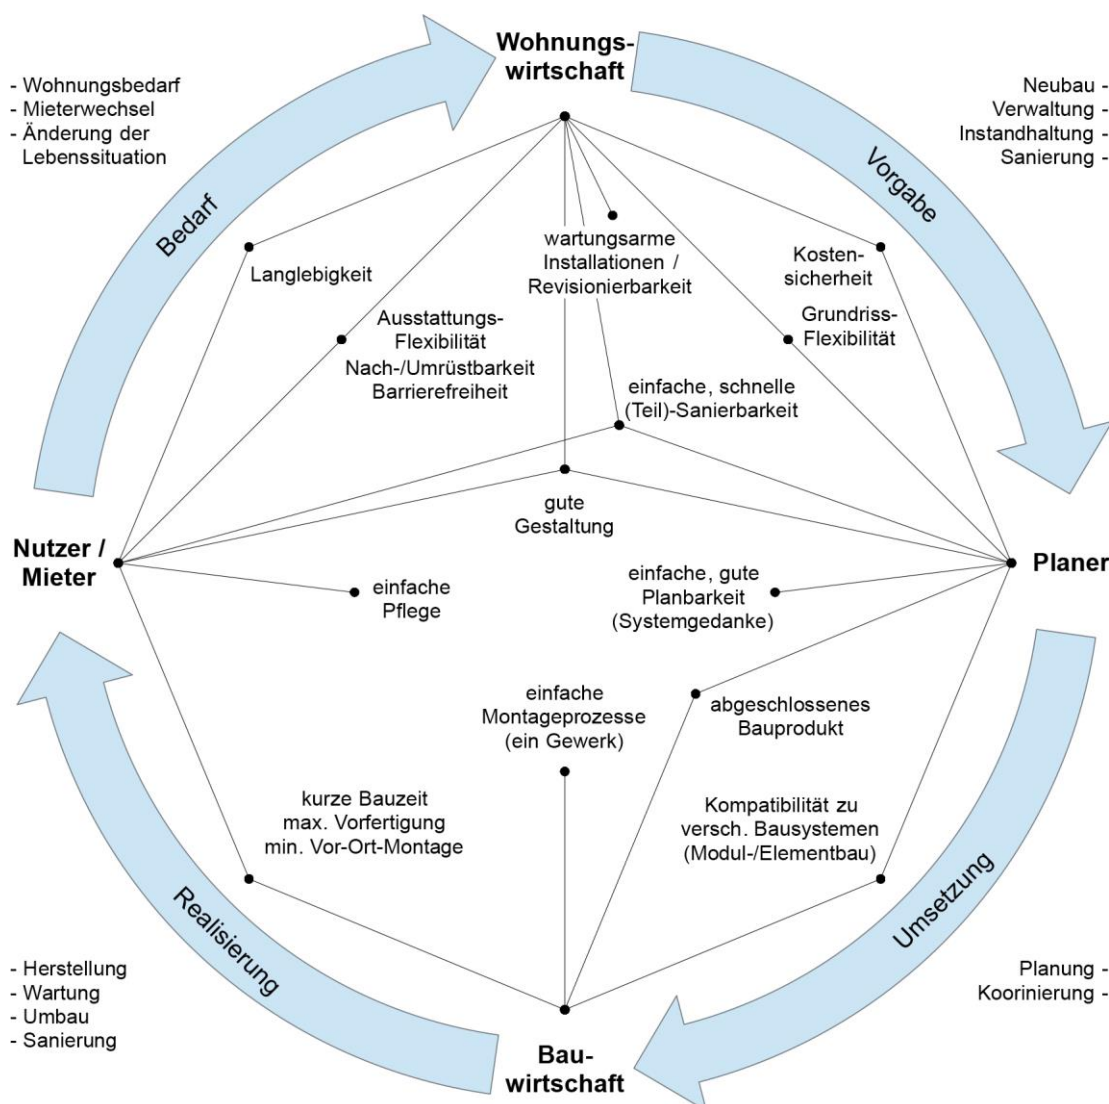 Wohnungs-
wirtschaft
- Wohnungsbedarf
- Mieterwechsel
- Änderung der
Lebenssituation
Neubau -
Verwaltung -
Instandhaltung -
Sanierung -
Bedarf
Vorgabe
Langlebigkeit
wartungsarme
Installationen /
Revisionierbarkeit
Kosten-
sicherheit
Ausstattungs-
Flexibilität
Nach-/Umrüstbarkeit
Barrierefreiheit
Grundriss-
Flexibilität
einfache, schnelle
(Teil)-Sanierbarkeit
gute
Gestaltung
Nutzer /
Mieter
Planer
einfache
Pflege
einfache, gute
Planbarkeit
(Systemgedanke)
einfache
Montageprozesse
(ein Gewerk)
abgeschlossenes
Bauprodukt
kurze Bauzeit
max. Vorfertigung
min. Vor-Ort-Montage
Kompatibilität zu
versch. Bausystemen
(Modul-/Elementbau)
Realisierung
Umsetzung
- Herstellung
- Wartung
- Umbau
- Sanierung
Planung -
Koorinierung -
Bau-
wirtschaft